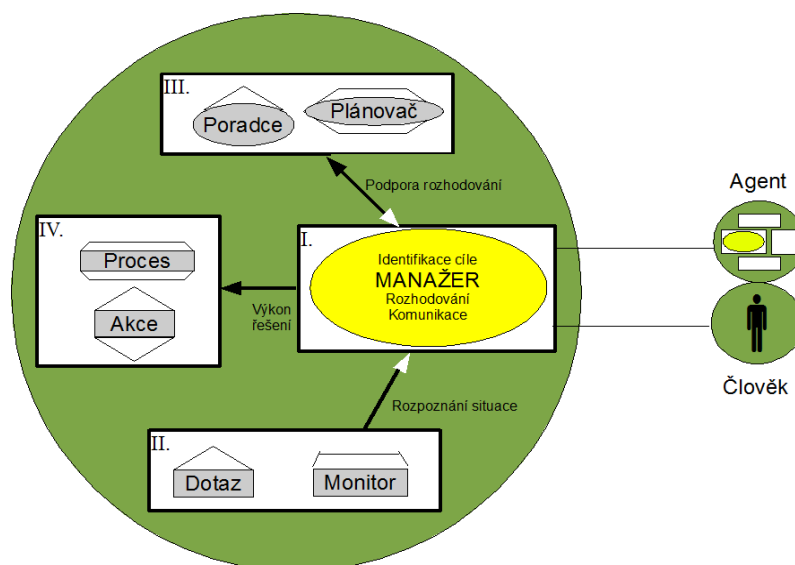 III.
Poradce
Plánovač
Podpora rozhodování
Agent
IV.
Proces
Akce
I.
Identifikace cíle
MANAŽER
Rozhodování
Komunikace
Výkon
řešení
Člověk
Rozpoznání situace
II.
Dotaz
Monitor